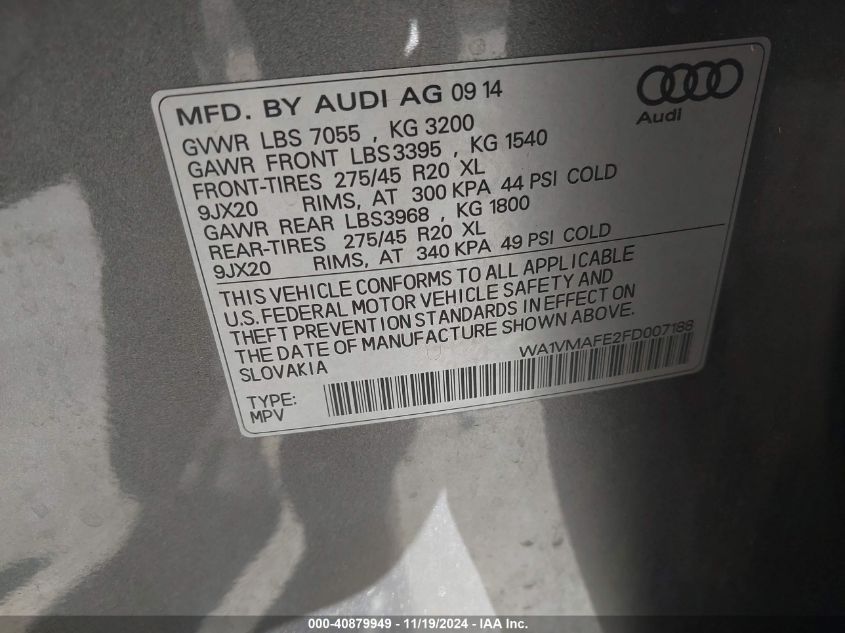 MFD. BY AUDI AG 09 14
Audi
GVWR LBS 7055 , KG 3200
GAWR FRONT LBS3395 , KG 1540
FRONT-TIRES 275/45 R20 XL
9JX20 RIMS, AT 300 KPA 44 PSI COLD
GAWR REAR LBS3968 , KG 1800
REAR-TIRES 275/45 R20 XL
9JX20 RIMS, AT 340 KPA 49 PSI COLD
THIS VEHICLE CONFORMS TO ALL APPLICABLE
U.S. FEDERAL MOTOR VEHICLE SAFETY AND
THEFT PREVENTION STANDARDS IN EFFECT ON
THE DATE OF MANUFACTURE SHOWN ABOVE.
SLOVAKIA
WA1VMAFE2FD007188
TYPE:
MPV
000-40879949 - 11/19/2024 - IAA Inc.